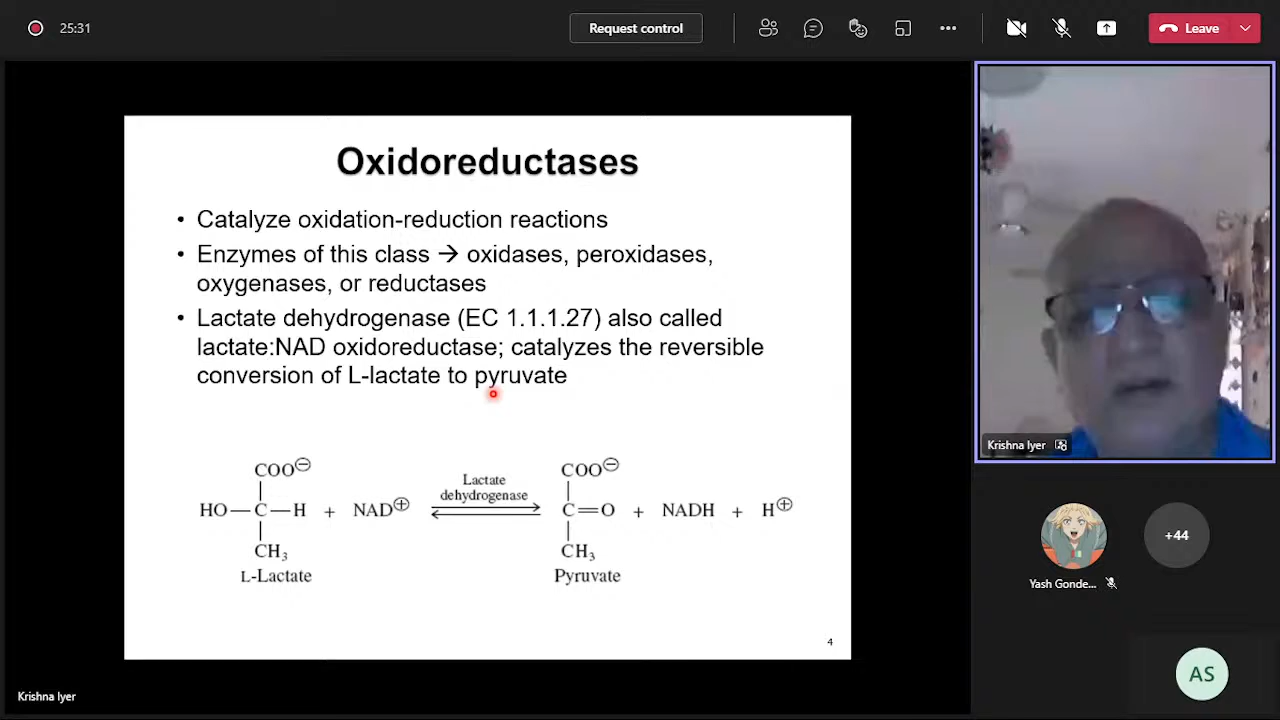 25:31
Request control
Leave
Oxidoreductases
• Catalyze oxidation-reduction reactions
• Enzymes of this class → oxidases, peroxidases,
oxygenases, or reductases
• Lactate dehydrogenase (EC 1.1.1.27) also called
lactate:NAD oxidoreductase; catalyzes the reversible
conversion of L-lactate to pyruvate
COO⊖
HO—C—H + NAD⊕
CH₃
L-Lactate
Lactate
dehydrogenase
COO⊖
C=O + NADH + H⊕
CH₃
Pyruvate
4
Krishna Iyer
Krishna Iyer
Yash Gonde...
+44
AS